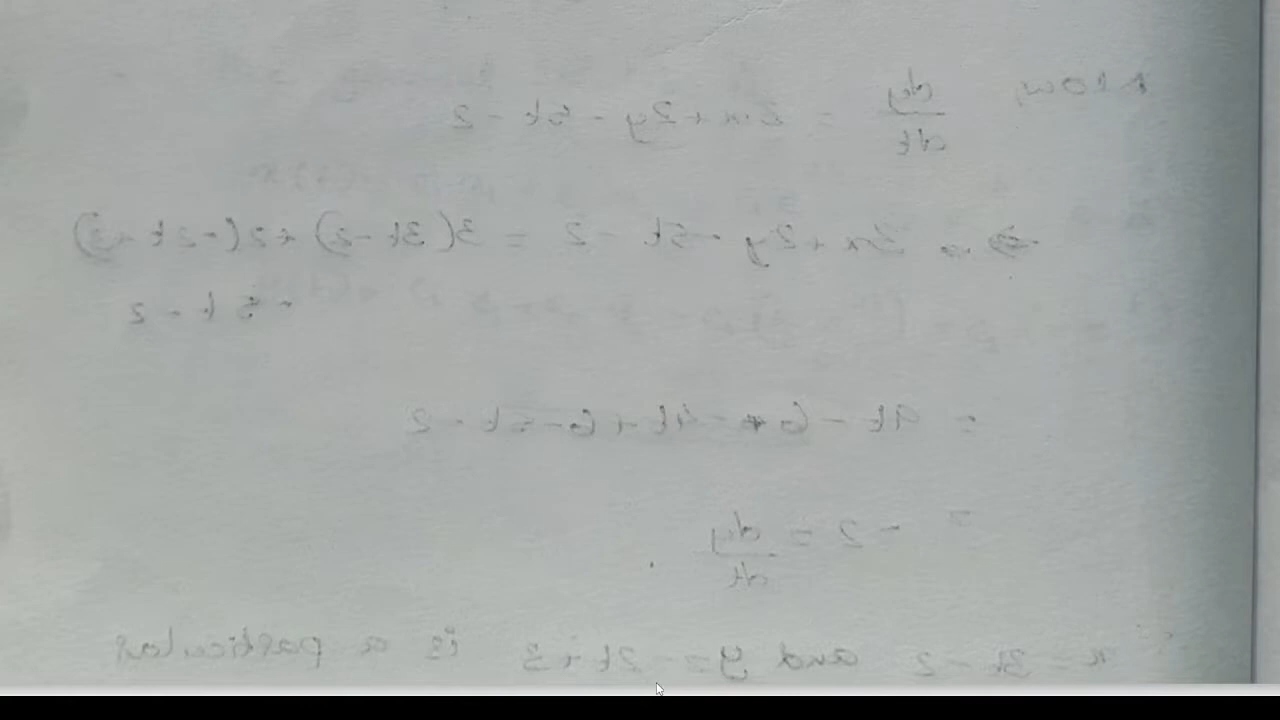 Now, dy/dt = 3x + 2y - 5t - 2
⇒ 3x + 2y - 5t - 2 = 3(3t - 2) + 2(-2t + 3)
- 5t - 2
= 9t - 6 - 4t + 6 - 5t - 2
= -2 = dy/dt
x = 3t - 2 and y = -2t + 3 is a particular